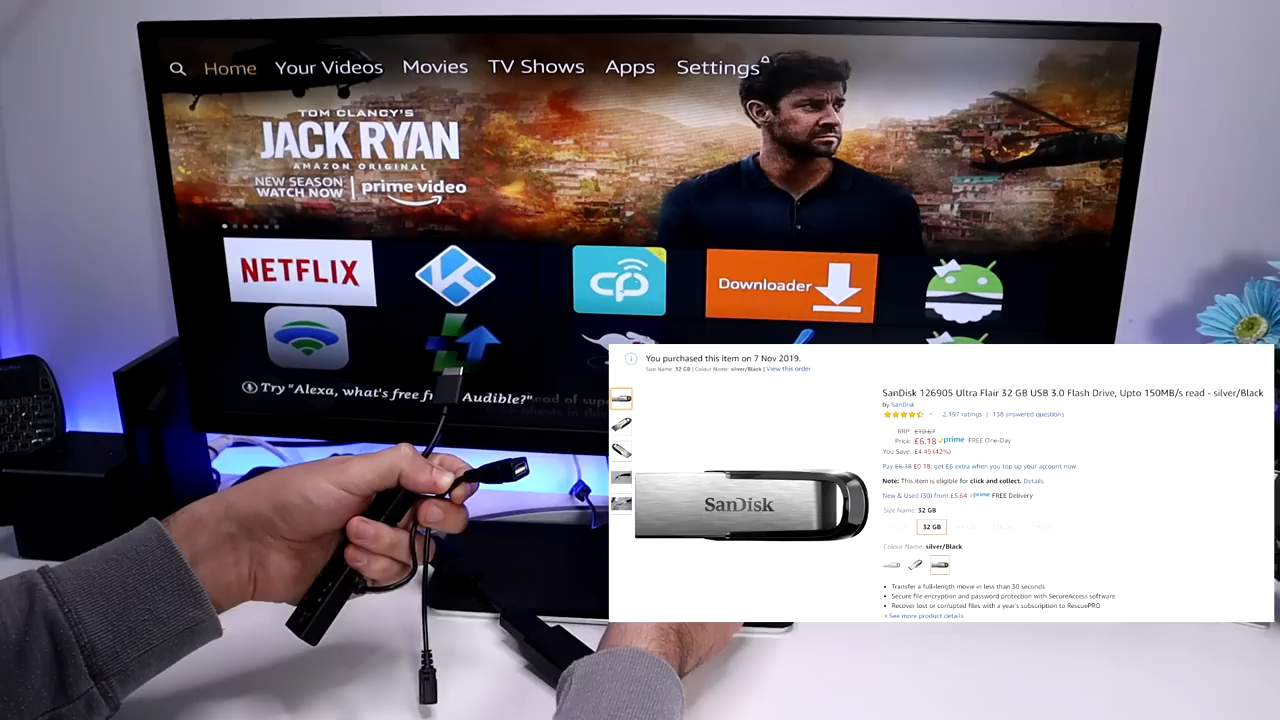 Home Your Videos Movies TV Shows Apps Settings
TOM CLANCY'S
JACK RYAN
AMAZON ORIGINAL
NEW SEASON
WATCH NOW
prime video
NETFLIX
Downloader
Try "Alexa, what's free f
Audible?"
You purchased this item on 7 Nov 2019.
Size Name: 32 GB | Colour Name: silver/Black | View this order
SanDisk 126905 Ultra Flair 32 GB USB 3.0 Flash Drive, Upto 150MB/s read - silver/Black
by SanDisk
2,197 ratings | 138 answered questions
RRP: £10.67
Price: £6.18 prime FREE One-Day
You Save: £4.49 (42%)
Pay £6.18 £0.18: get £6 extra when you top up your account now
Note: This item is eligible for click and collect. Details
New & Used (30) from £5.64 prime FREE Delivery
Size Name: 32 GB
32 GB
Colour Name: silver/Black
Transfer a full-length movie in less than 30 seconds
Secure file encryption and password protection with SecureAccess software
Recover lost or corrupted files with a year's subscription to RescuePRO
› See more product details
SanDisk